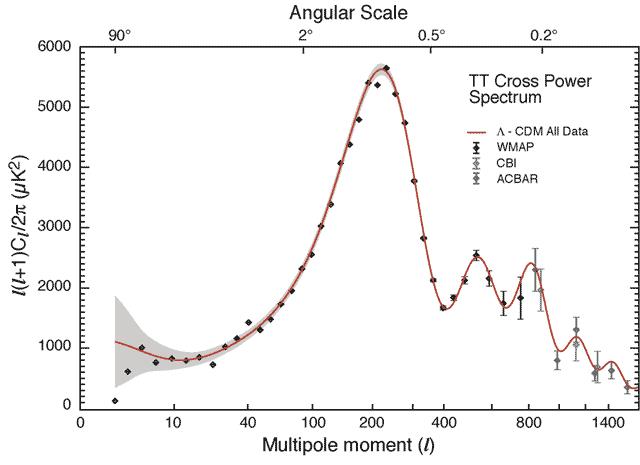 Angular Scale
90° 2° 0.5° 0.2°
6000
5000
4000
3000
2000
1000
0
l(l+1)Cl/2π (μK²)
TT Cross Power
Spectrum
Λ - CDM All Data
WMAP
CBI
ACBAR
0 10 40 100 200 400 800 1400
Multipole moment (l)